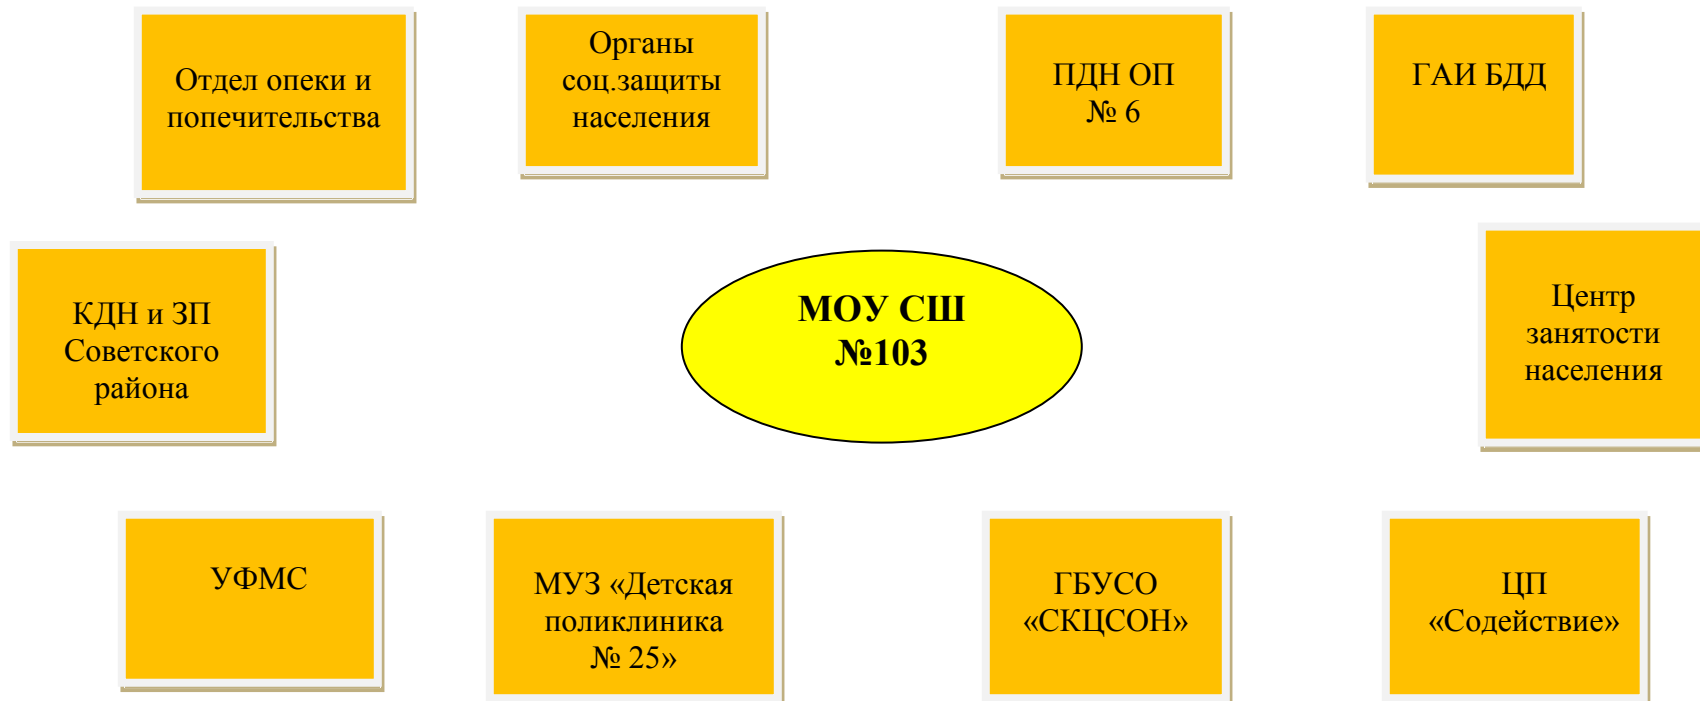 Отдел опеки и
попечительства
Органы
соц.защиты
населения
ПДН ОП
№ 6
ГАИ БДД
КДН и ЗП
Советского
района
МОУ СШ
№103
Центр
занятости
населения
УФМС
МУЗ «Детская
поликлиника
№ 25»
ГБУСО
«СКЦСОН»
ЦП
«Содействие»